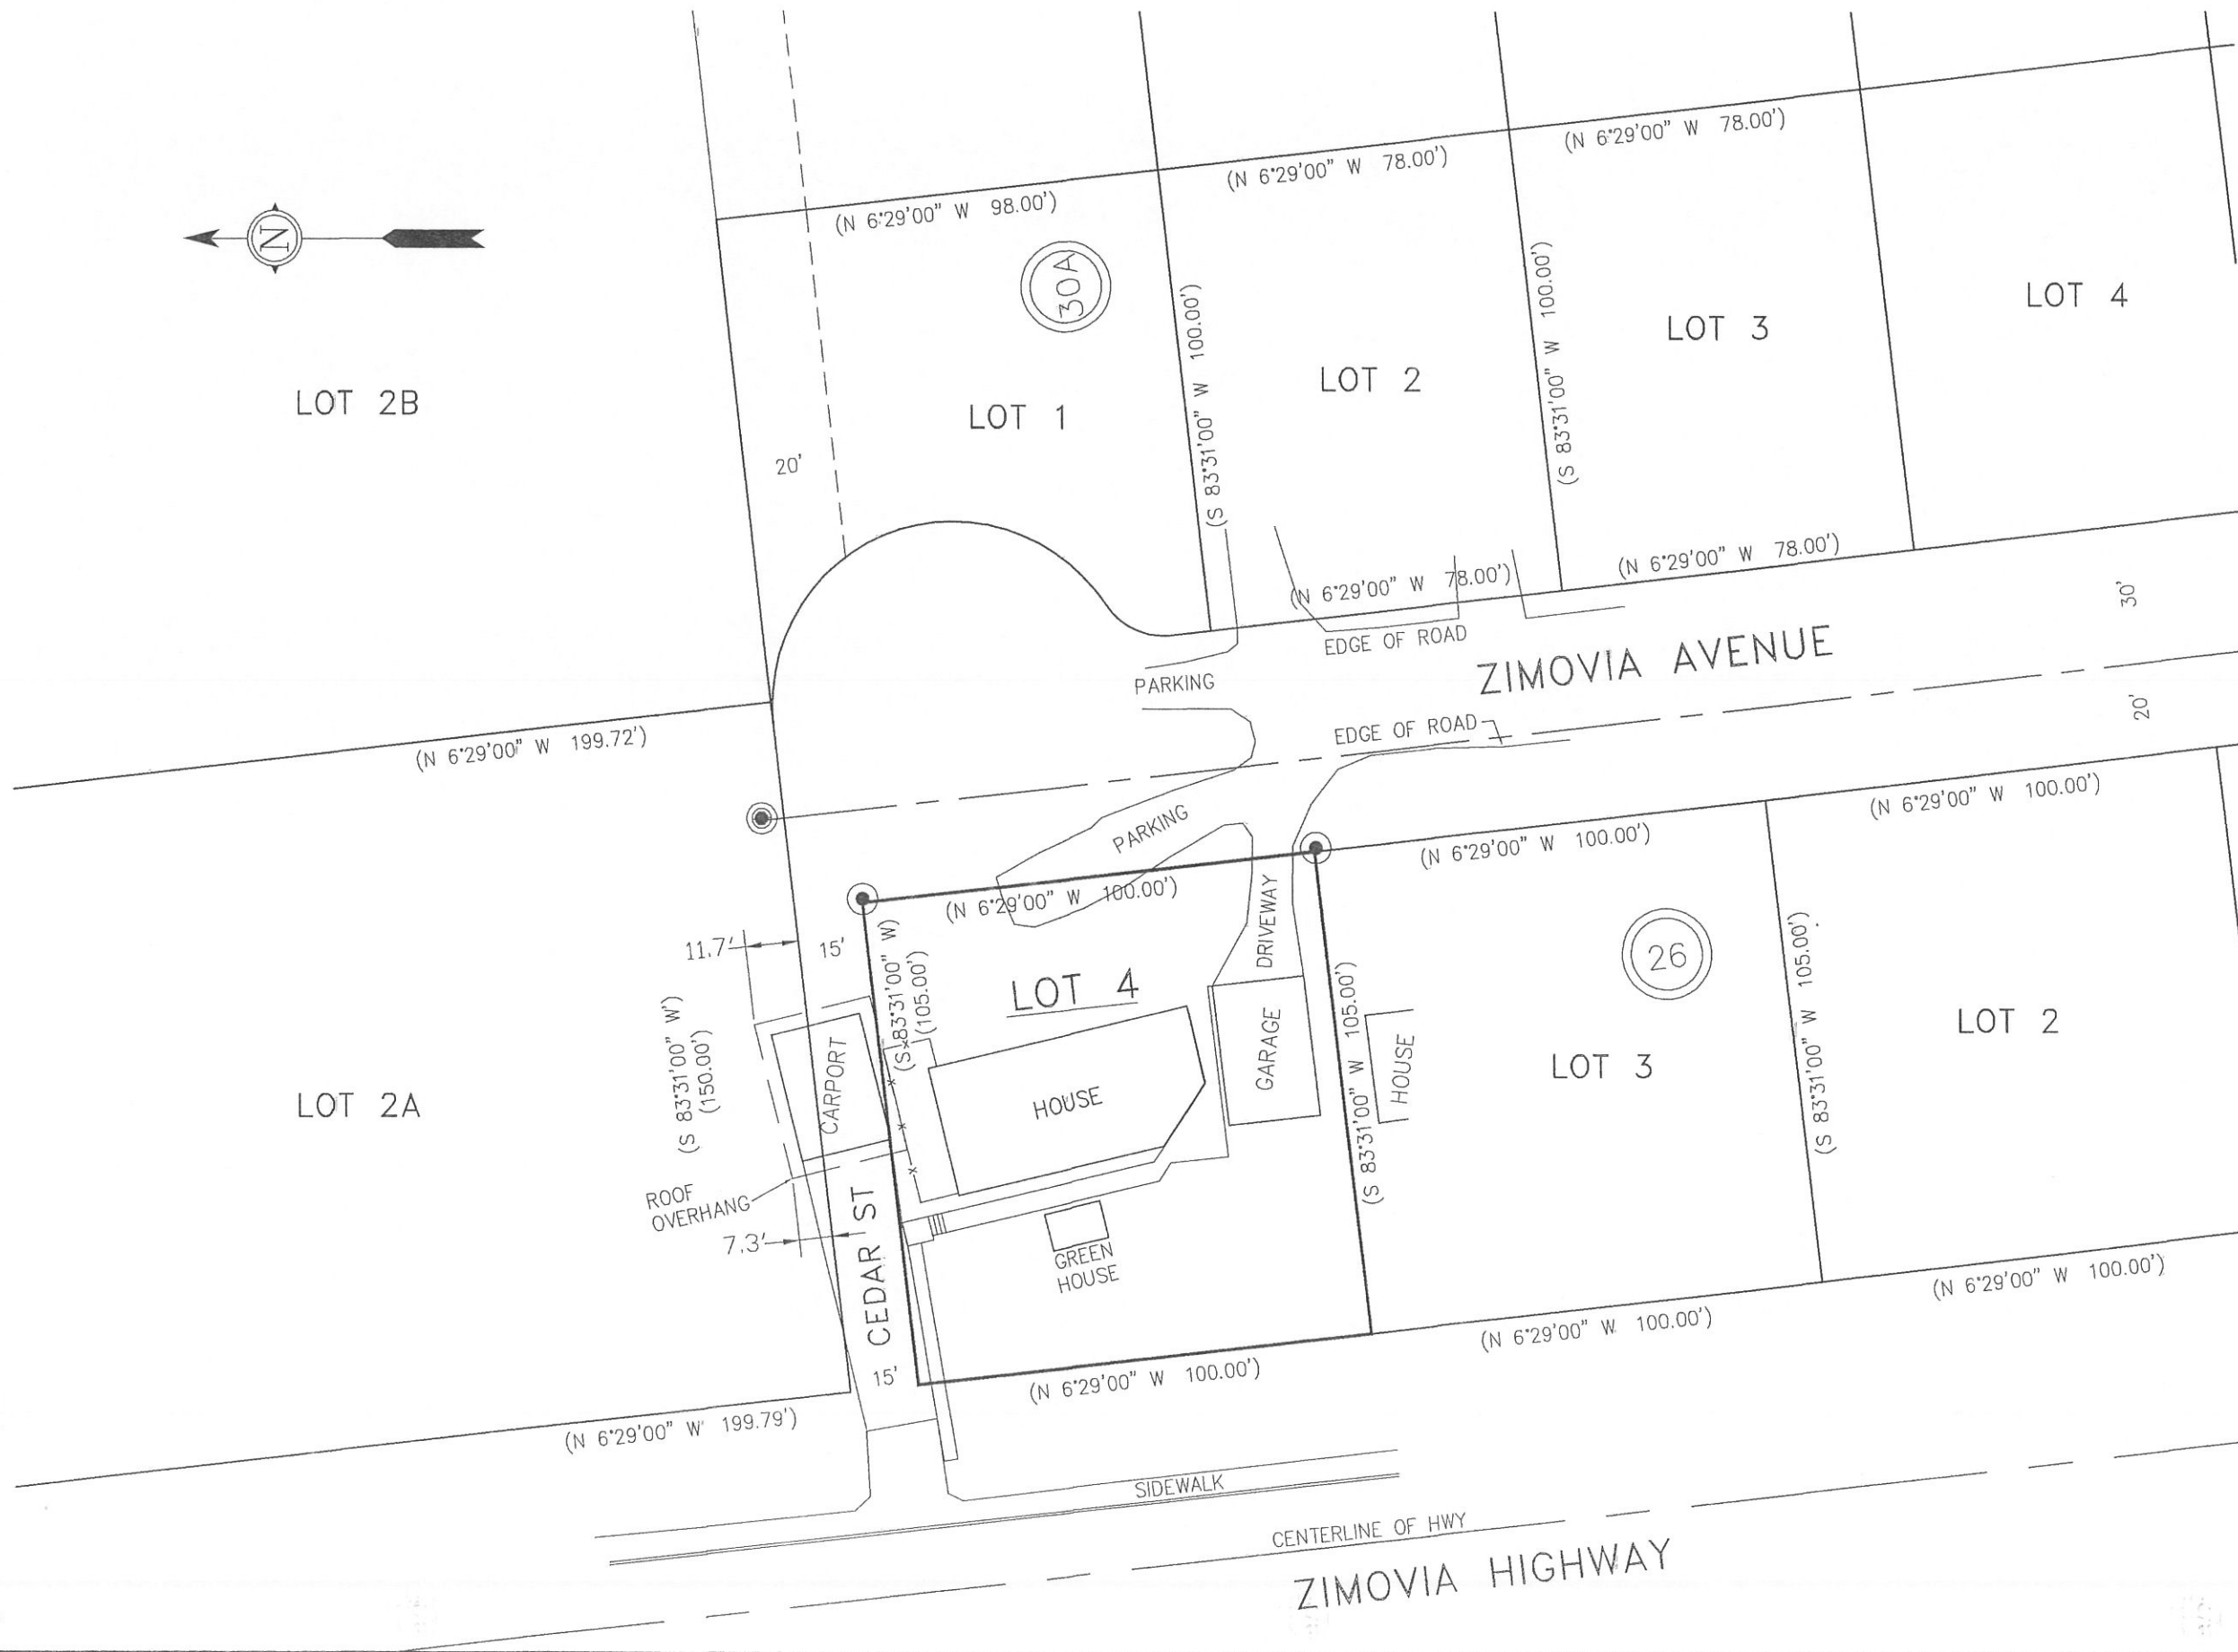 (N 6°29'00" W 78.00')
(N 6°29'00" W 78.00')
(N 6°29'00" W 98.00')
N
30A
(S 83°31'00" W 100.00')
(S 83°31'00" W 100.00')
LOT 4
LOT 3
LOT 2
LOT 2B
LOT 1
20'
(N 6°29'00" W 78.00')
(N 6°29'00" W 78.00')
30'
EDGE OF ROAD
ZIMOVIA AVENUE
PARKING
20'
EDGE OF ROAD
(N 6°29'00" W 199.72')
(N 6°29'00" W 100.00')
PARKING
(N 6°29'00" W 100.00')
(N 6°29'00" W 100.00')
DRIVEWAY
11.7'
15'
26
(S 83°31'00" W)
(105.00')
LOT 4
(S 83°31'00" W 105.00')
(S 83°31'00" W 105.00')
LOT 2
GARAGE
HOUSE
LOT 3
(S 83°31'00" W)
(150.00')
CARPORT
HOUSE
LOT 2A
ROOF
OVERHANG
7.3'
CEDAR ST
GREEN
HOUSE
(N 6°29'00" W 100.00')
(N 6°29'00" W 100.00')
15'
(N 6°29'00" W 100.00')
(N 6°29'00" W 199.79')
SIDEWALK
CENTERLINE OF HWY
ZIMOVIA HIGHWAY